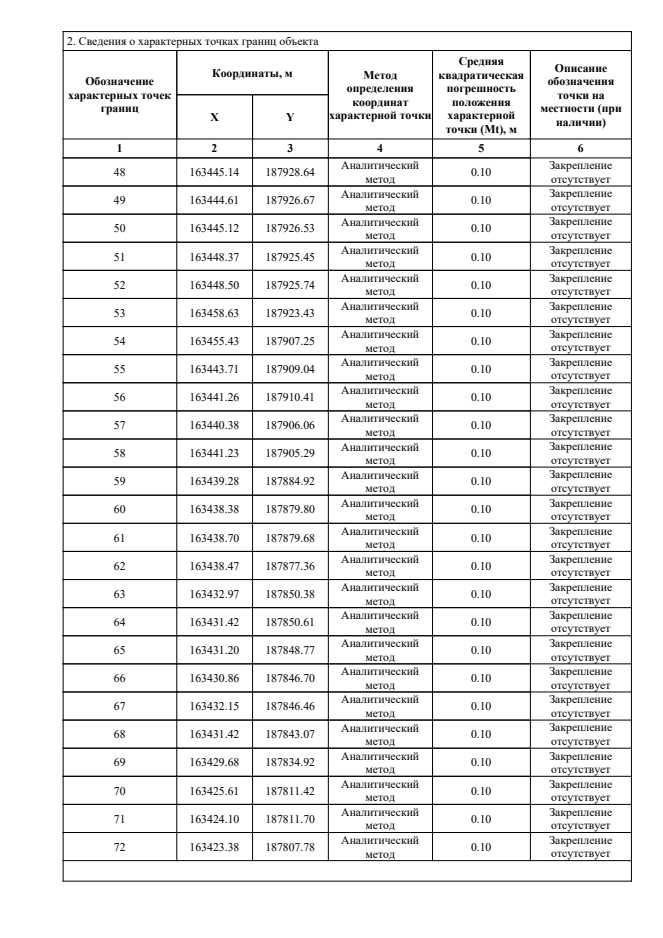 2. Сведения о характерных точках границ объекта
Обозначение характерных точек границ | Координаты, м | Метод определения координат характерной точки | Средняя квадратическая погрешность положения характерной точки (Mt), м | Описание обозначения точки на местности (при наличии)
X | Y
1 | 2 | 3 | 4 | 5 | 6
48 | 163445.14 | 187928.64 | Аналитический метод | 0.10 | Закрепление отсутствует
49 | 163444.61 | 187926.67 | Аналитический метод | 0.10 | Закрепление отсутствует
50 | 163445.12 | 187926.53 | Аналитический метод | 0.10 | Закрепление отсутствует
51 | 163448.37 | 187925.45 | Аналитический метод | 0.10 | Закрепление отсутствует
52 | 163448.50 | 187925.74 | Аналитический метод | 0.10 | Закрепление отсутствует
53 | 163458.63 | 187923.43 | Аналитический метод | 0.10 | Закрепление отсутствует
54 | 163455.43 | 187907.25 | Аналитический метод | 0.10 | Закрепление отсутствует
55 | 163443.71 | 187909.04 | Аналитический метод | 0.10 | Закрепление отсутствует
56 | 163441.26 | 187910.41 | Аналитический метод | 0.10 | Закрепление отсутствует
57 | 163440.38 | 187906.06 | Аналитический метод | 0.10 | Закрепление отсутствует
58 | 163441.23 | 187905.29 | Аналитический метод | 0.10 | Закрепление отсутствует
59 | 163439.28 | 187884.92 | Аналитический метод | 0.10 | Закрепление отсутствует
60 | 163438.38 | 187879.80 | Аналитический метод | 0.10 | Закрепление отсутствует
61 | 163438.70 | 187879.68 | Аналитический метод | 0.10 | Закрепление отсутствует
62 | 163438.47 | 187877.36 | Аналитический метод | 0.10 | Закрепление отсутствует
63 | 163432.97 | 187850.38 | Аналитический метод | 0.10 | Закрепление отсутствует
64 | 163431.42 | 187850.61 | Аналитический метод | 0.10 | Закрепление отсутствует
65 | 163431.20 | 187848.77 | Аналитический метод | 0.10 | Закрепление отсутствует
66 | 163430.86 | 187846.70 | Аналитический метод | 0.10 | Закрепление отсутствует
67 | 163432.15 | 187846.46 | Аналитический метод | 0.10 | Закрепление отсутствует
68 | 163431.42 | 187843.07 | Аналитический метод | 0.10 | Закрепление отсутствует
69 | 163429.68 | 187834.92 | Аналитический метод | 0.10 | Закрепление отсутствует
70 | 163425.61 | 187811.42 | Аналитический метод | 0.10 | Закрепление отсутствует
71 | 163424.10 | 187811.70 | Аналитический метод | 0.10 | Закрепление отсутствует
72 | 163423.38 | 187807.78 | Аналитический метод | 0.10 | Закрепление отсутствует